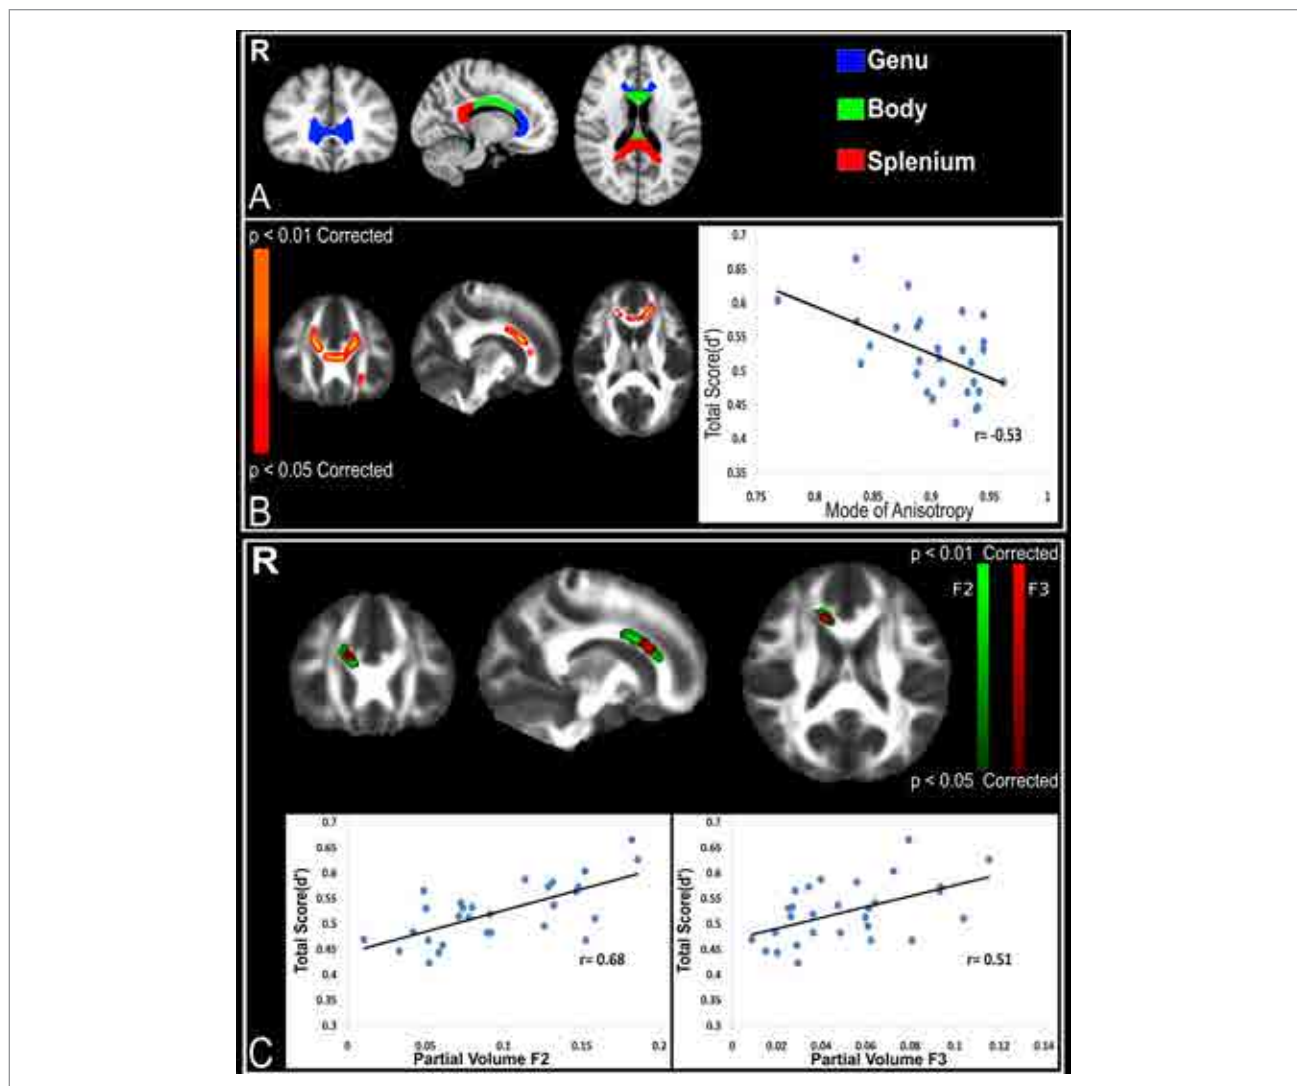 R
Genu
Body
Splenium
A
p < 0.01 Corrected
p < 0.05 Corrected
B
Total Score(d')
0.7
0.65
0.6
0.55
0.5
0.45
0.4
0.35
r= -0.53
0.75 0.8 0.85 0.9 0.95 1
Mode of Anisotropy
R
p < 0.01 Corrected
F2 F3
p < 0.05 Corrected
C
Total Score(d')
0.7
0.65
0.6
0.55
0.5
0.45
0.4
0.35
0.3
r= 0.68
0 0.05 0.1 0.15 0.2
Partial Volume F2
Total Score(d')
0.7
0.65
0.6
0.55
0.5
0.45
0.4
0.35
0.3
r= 0.51
0 0.02 0.04 0.06 0.08 0.1 0.12 0.14
Partial Volume F3